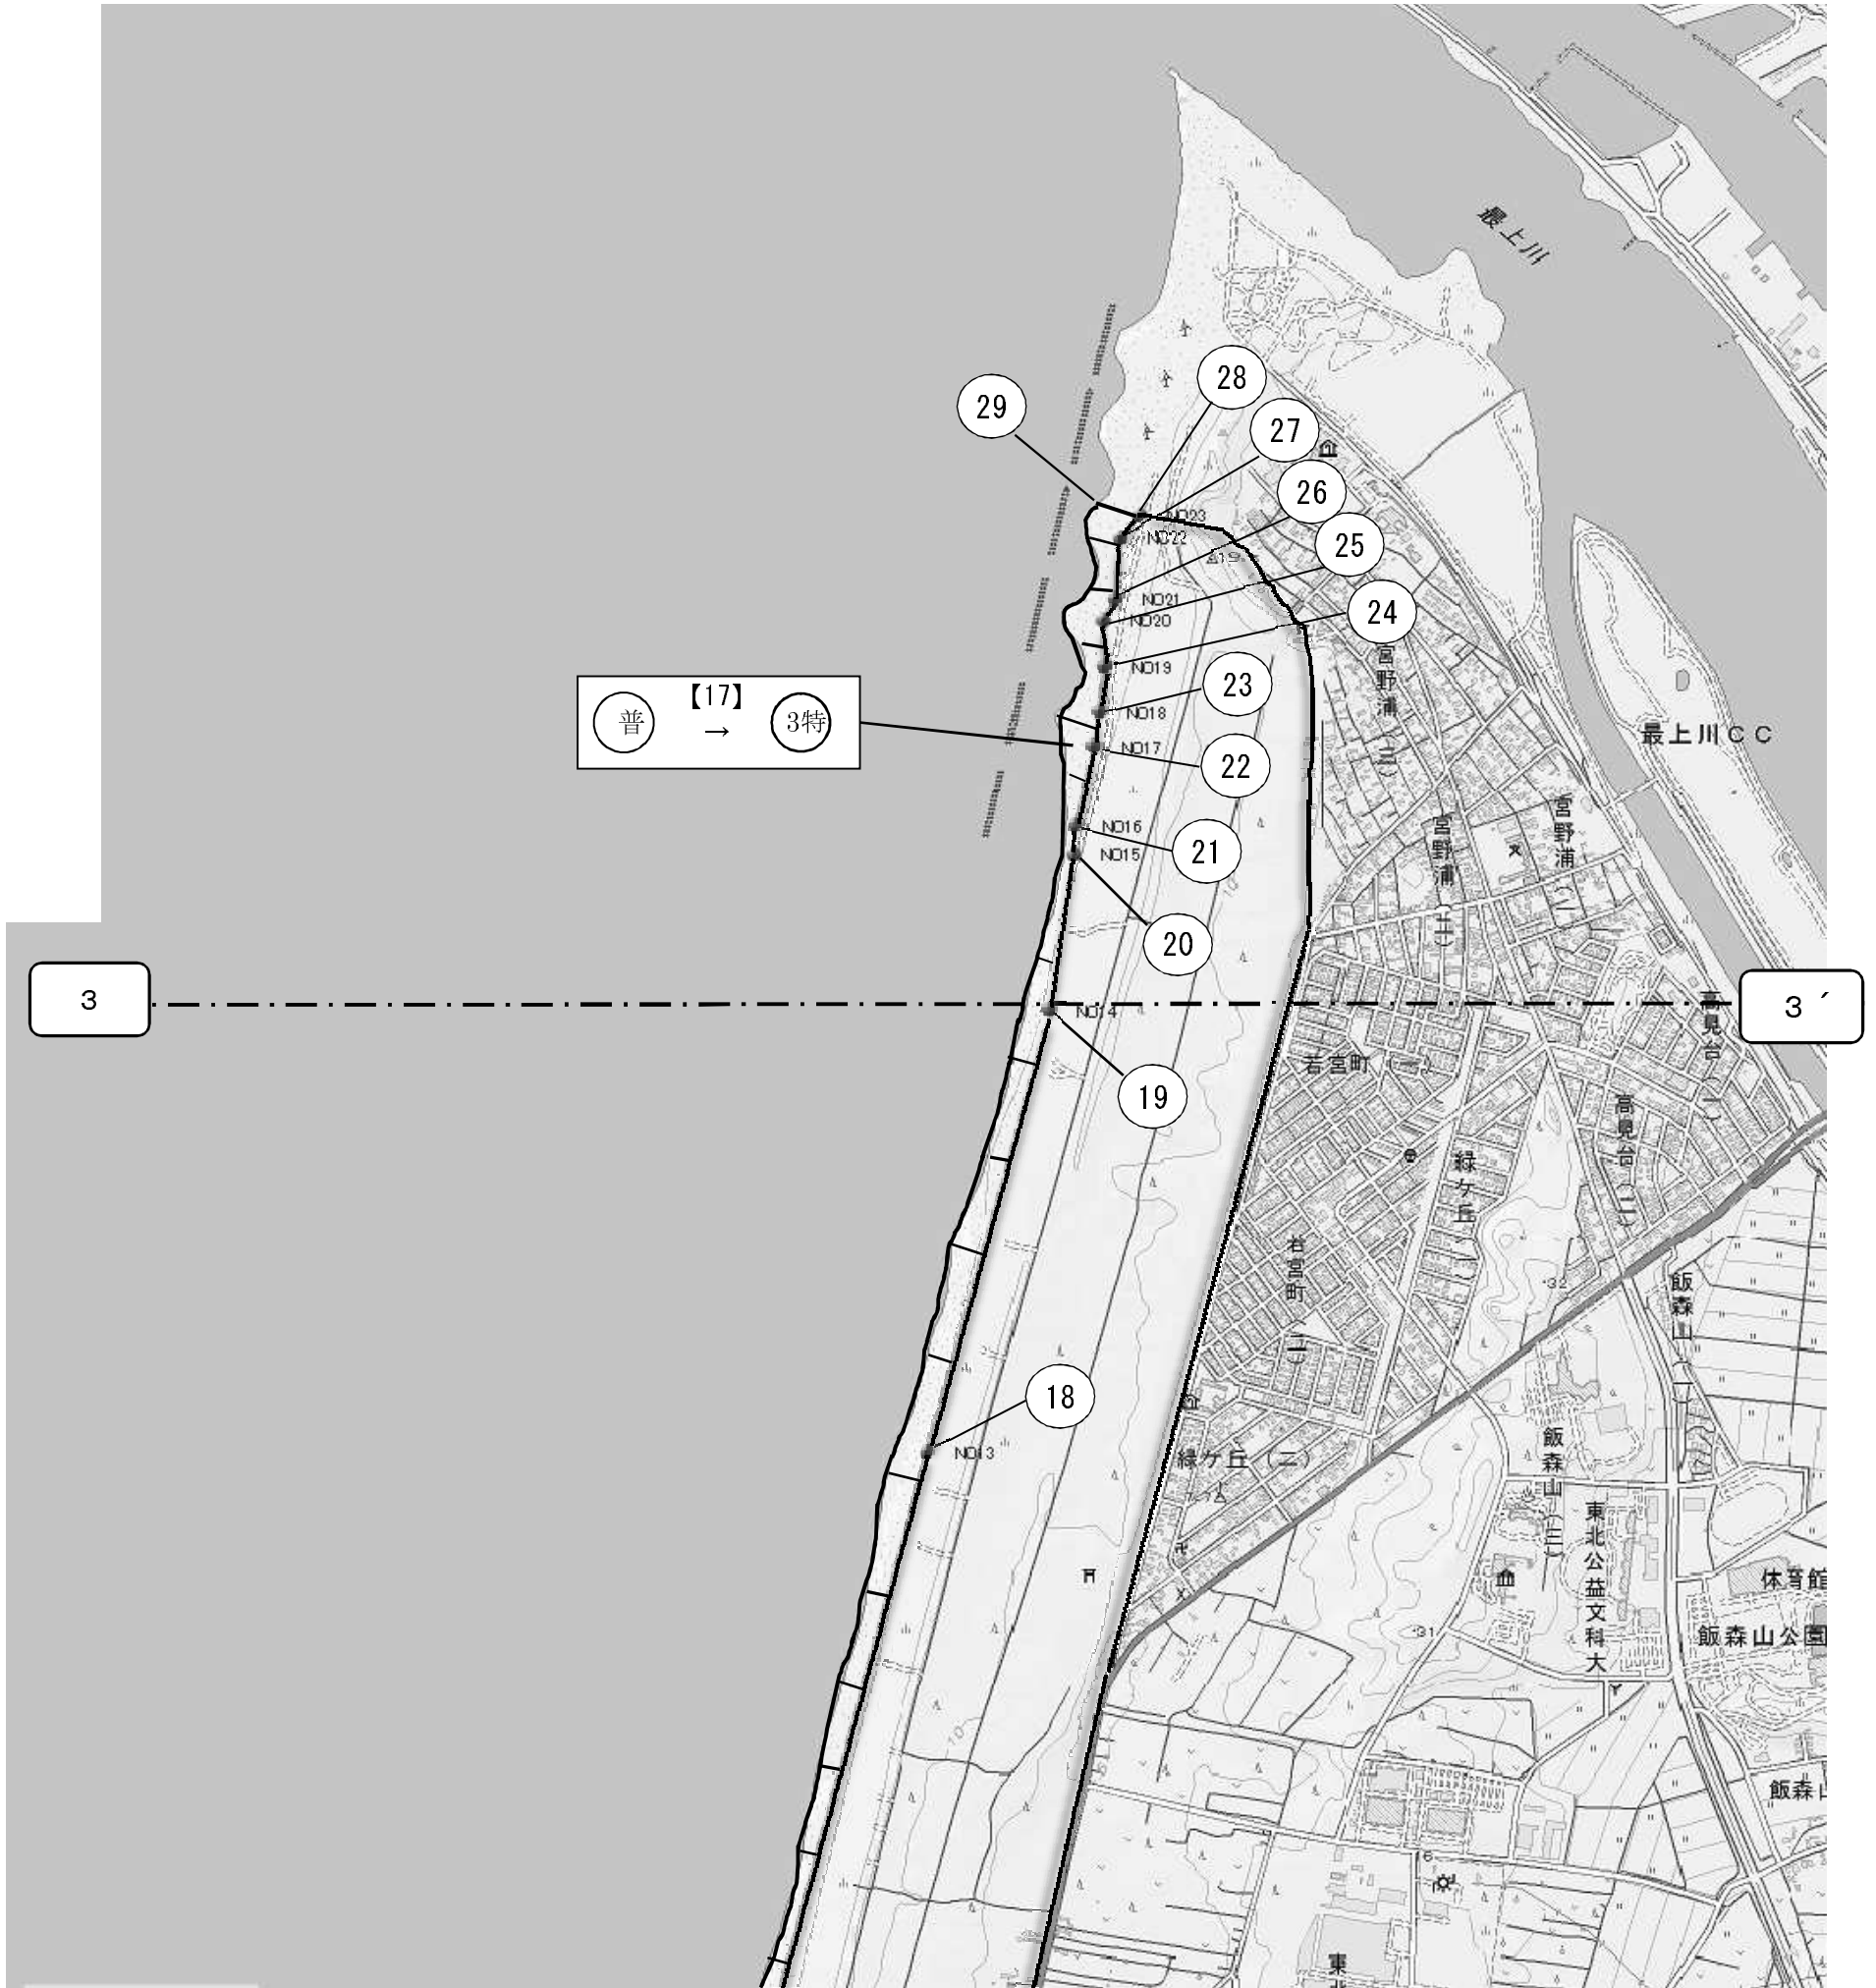 最上川
28
29
27
26
25
24
23
22
21
20
19
18
NO23
NO22
NO21
NO20
NO19
NO18
NO17
NO16
NO15
NO14
NO13
【17】
普 → 3特
宮野浦(三)
最上川CC
宮野浦(二)
宮野浦(一)
3
3´
高見台(一)
若宮町(一)
高見台(二)
緑ケ丘(一)
若宮町(二)
・32
飯森山(一)
飯森山(三)
緑ケ丘(二)
東北公益文科大
体育館
・31
飯森山公園
10
飯森山
東北